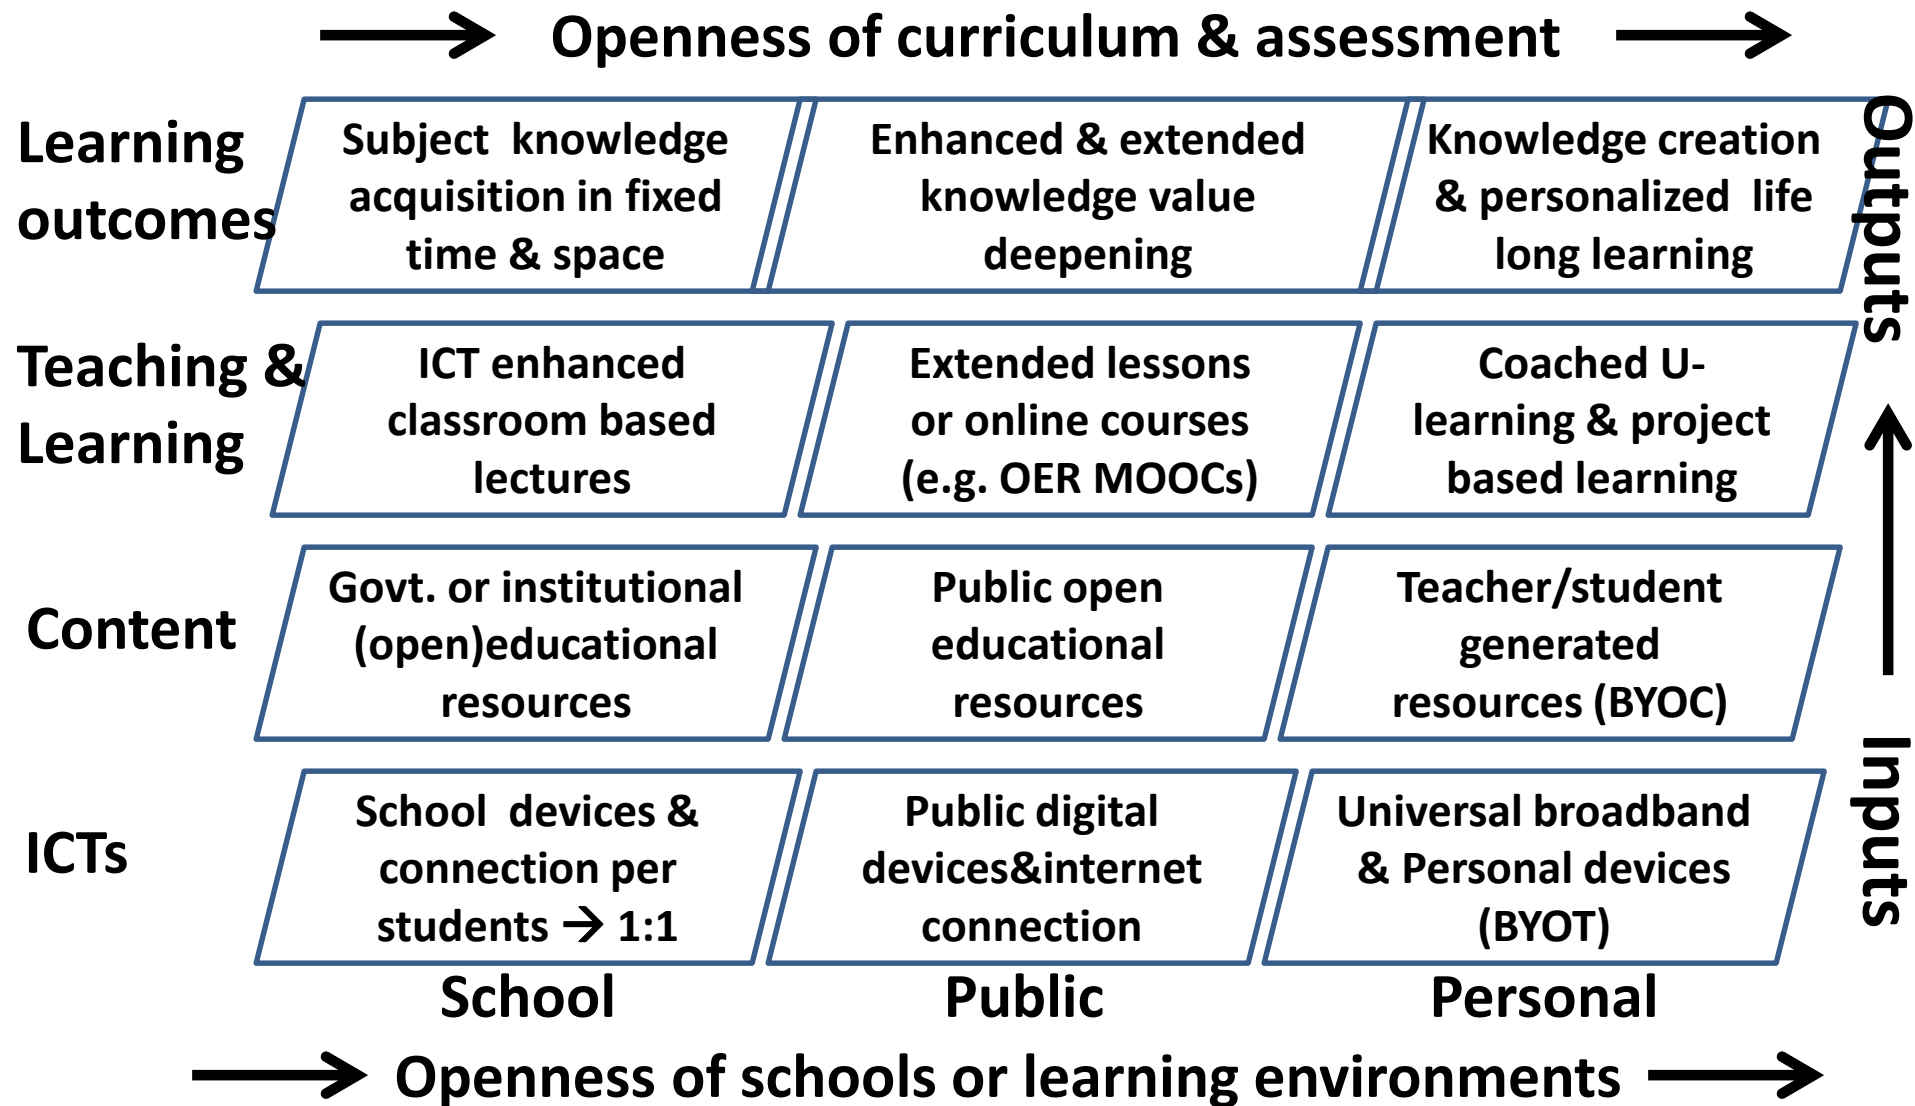 Openness of curriculum & assessment
Learning
outcomes
Subject knowledge
acquisition in fixed
time & space
Enhanced & extended
knowledge value
deepening
Knowledge creation
& personalized life
long learning
Outputs
Teaching &
Learning
ICT enhanced
classroom based
lectures
Extended lessons
or online courses
(e.g. OER MOOCs)
Coached U-
learning & project
based learning
Content
Govt. or institutional
(open)educational
resources
Public open
educational
resources
Teacher/student
generated
resources (BYOC)
Inputs
ICTs
School devices &
connection per
students → 1:1
Public digital
devices&internet
connection
Universal broadband
& Personal devices
(BYOT)
School
Public
Personal
Openness of schools or learning environments